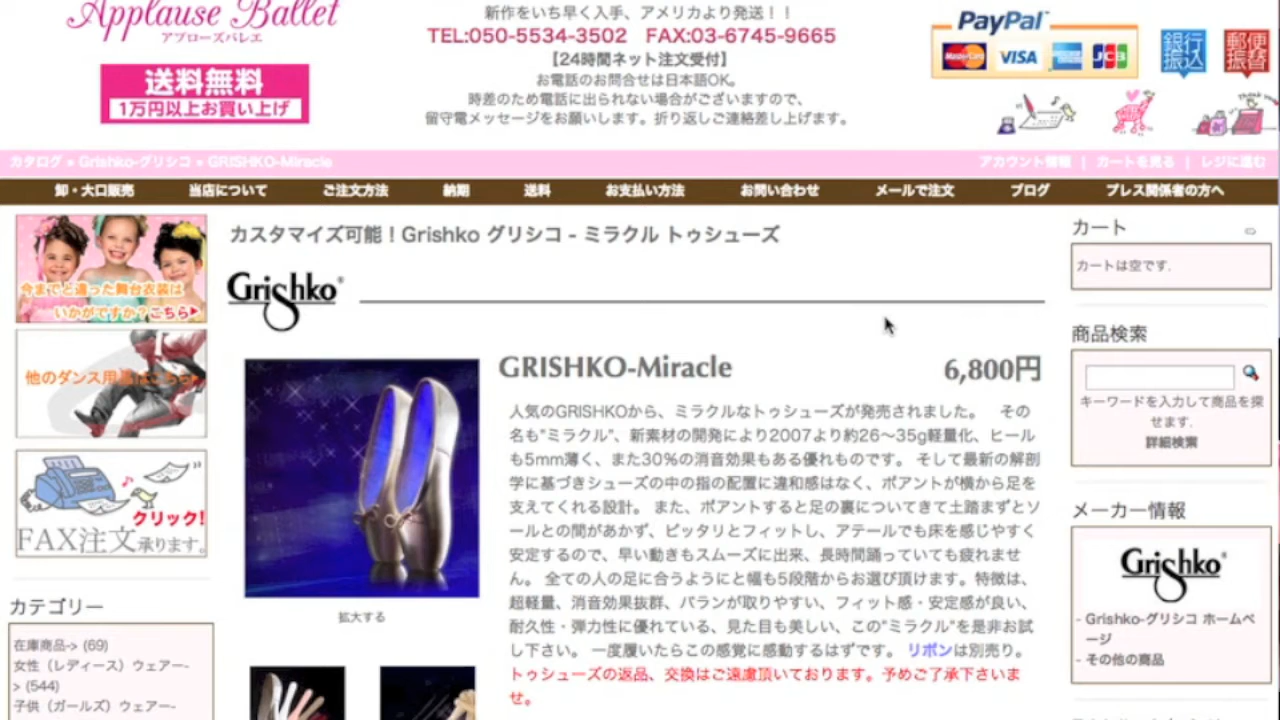 Applause Ballet
アプローズバレエ
送料無料
1万円以上お買い上げ
新作をいち早く入手、アメリカより発送！！
TEL:050-5534-3502 FAX:03-6745-9665
【24時間ネット注文受付】
お電話のお問合せは日本語OK。
時差のため電話に出られない場合がございますので、
留守電メッセージをお願いします。折り返しご連絡差し上げます。
PayPal
MasterCard VISA JCB
銀行振込
郵便振替
カタログ » Grishko-グリシコ » GRISHKO-Miracle
アカウント情報 | カートを見る | レジに進む
卸・大口販売 当店について ご注文方法 納期 送料 お支払い方法 お問い合わせ メールで注文 ブログ プレス関係者の方へ
今までと違った舞台衣装は
いかがですか？こちら▶
他のダンス用品はこちら
クリック!
FAX注文承ります。
カテゴリー
在庫商品-> (69)
女性（レディース）ウェアー-
> (544)
子供（ガールズ）ウェアー-
カスタマイズ可能！Grishko グリシコ - ミラクル トゥシューズ
Grishko®
GRISHKO-Miracle 6,800円
人気のGRISHKOから、ミラクルなトゥシューズが発売されました。 その
名も"ミラクル"、新素材の開発により2007より約26〜35g軽量化、ヒール
も5mm薄く、また30%の消音効果もある優れものです。 そして最新の解剖
学に基づきシューズの中の指の配置に違和感はなく、ポアントが横から足を
支えてくれる設計。 また、ポアントすると足の裏についてきて土踏まずとソ
ールとの間があかず、ピッタリとフィットし、アテールでも床を感じやすく
安定するので、早い動きもスムーズに出来、長時間踊っていても疲れませ
ん。 全ての人の足に合うようにと幅も5段階からお選び頂けます。特徴は、
超軽量、消音効果抜群、バランが取りやすい、フィット感・安定感が良い、
耐久性・弾力性に優れている、見た目も美しい、この"ミラクル"を是非お試
し下さい。 一度履いたらこの感覚に感動するはずです。 リボンは別売り。
トゥシューズの返品、交換はご遠慮頂いております。予めご了承下さいま
せ。
拡大する
カート
カートは空です.
商品検索
キーワードを入力して商品を探
せます.
詳細検索
メーカー情報
Grishko®
- Grishko-グリシコ ホームペ
ージ
- その他の商品